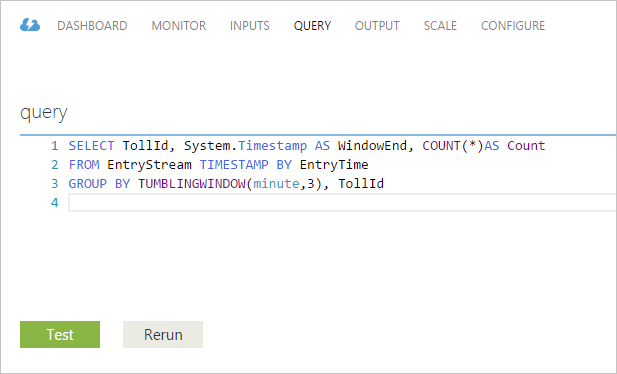 DASHBOARD MONITOR INPUTS QUERY OUTPUT SCALE CONFIGURE
query
1 SELECT TollId, System.Timestamp AS WindowEnd, COUNT(*)AS Count
2 FROM EntryStream TIMESTAMP BY EntryTime
3 GROUP BY TUMBLINGWINDOW(minute,3), TollId
4
Test Rerun